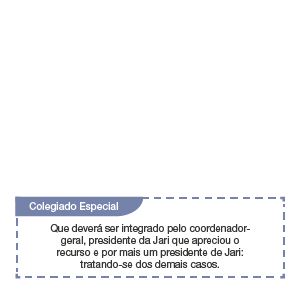 Colegiado Especial
Que deverá ser integrado pelo coordenador-
geral, presidente da Jari que apreciou o
recurso e por mais um presidente de Jari:
tratando-se dos demais casos.